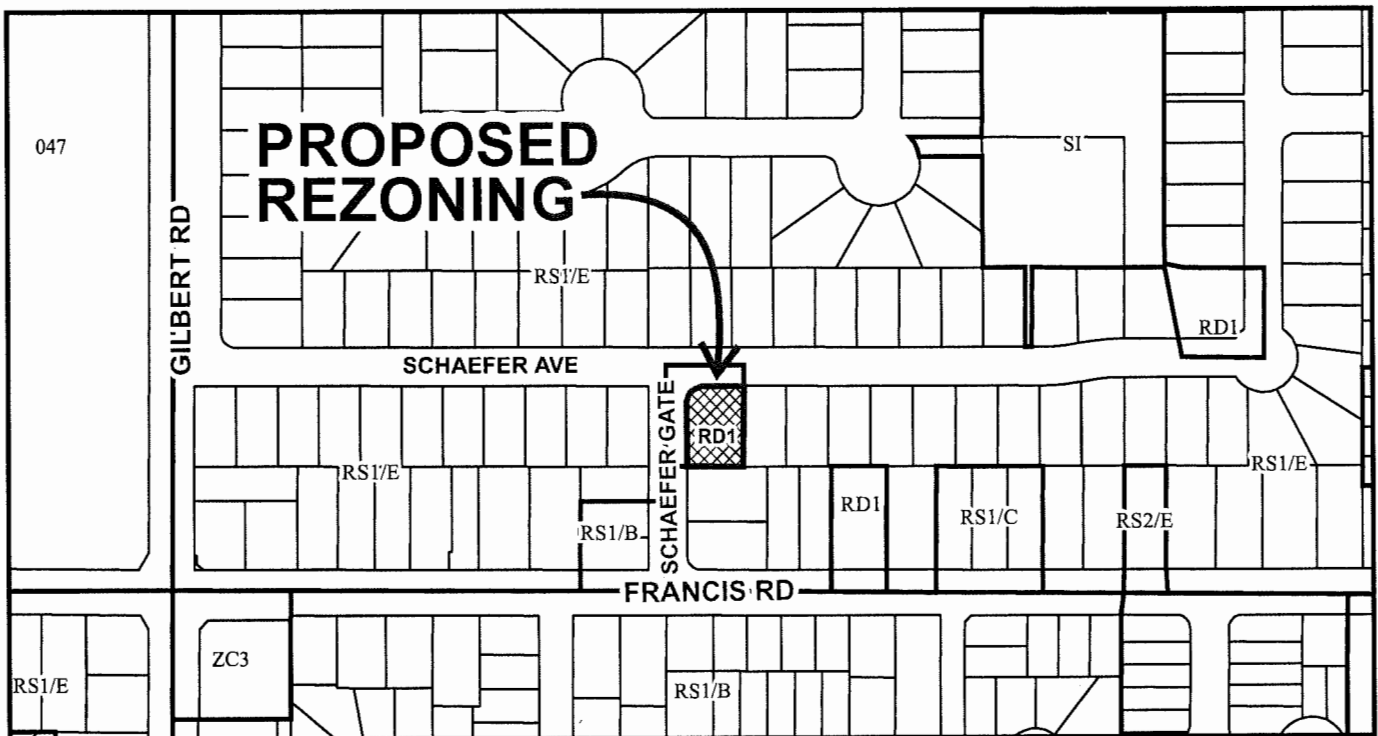 047
PROPOSED
REZONING
SI
GILBERT RD
RS1/E
RD1
SCHAEFER AVE
SCHAEFER GATE
RD1
RS1/E
RS1/E
RS1/B
RD1
RS1/C
RS2/E
FRANCIS RD
ZC3
RS1/E
RS1/B